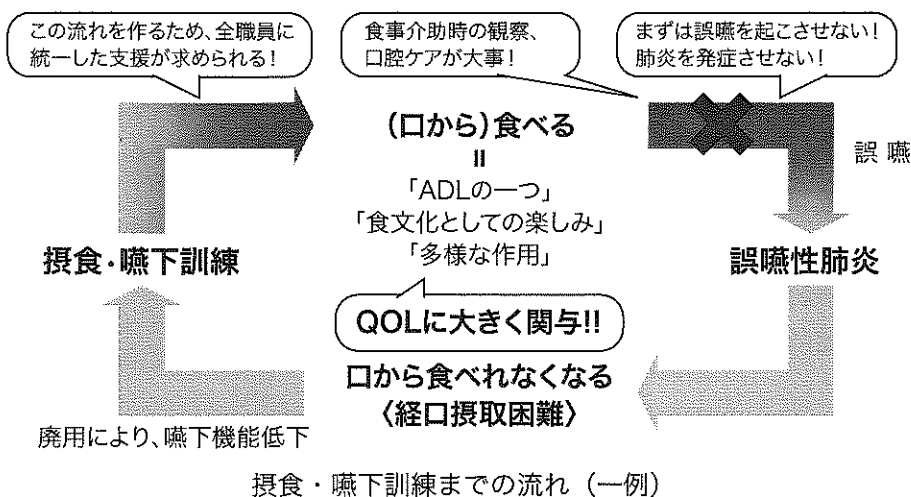 この流れを作るため、全職員に
統一した支援が求められる!
食事介助時の観察、
口腔ケアが大事!
まずは誤嚥を起こさせない!
肺炎を発症させない!
(口から)食べる
=
「ADLの一つ」
「食文化としての楽しみ」
「多様な作用」
誤 嚥
摂食・嚥下訓練
誤嚥性肺炎
QOLに大きく関与!!
口から食べれなくなる
〈経口摂取困難〉
廃用により、嚥下機能低下
摂食・嚥下訓練までの流れ(一例)